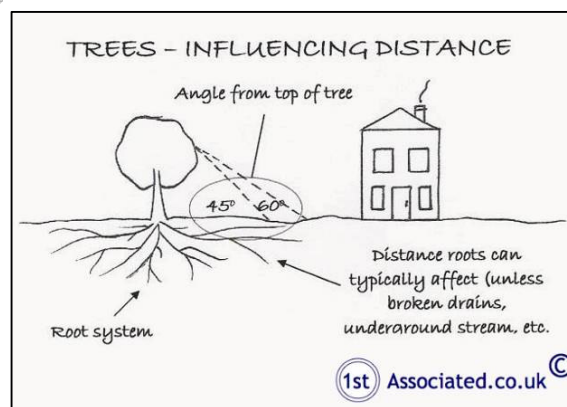 TREES – INFLUENCING DISTANCE
Angle from top of tree
45° 60°
Distance roots can
typically affect (unless
broken drains,
underaround stream, etc.
Root system
1st Associated.co.uk ©